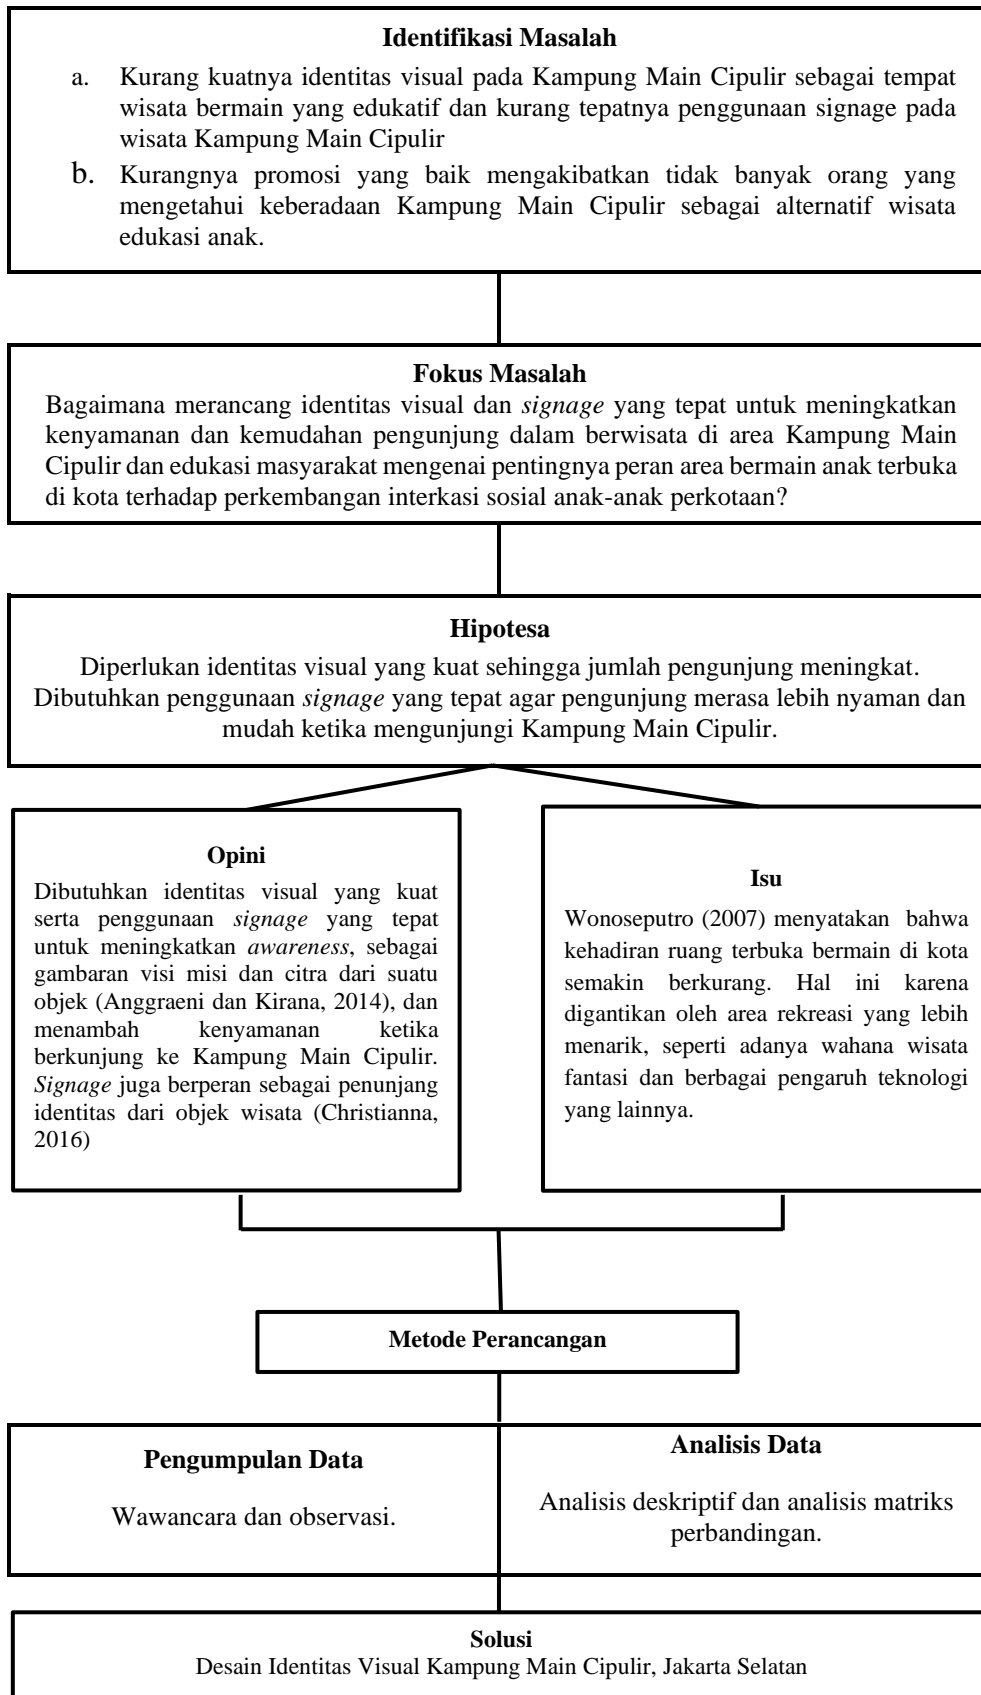 Identifikasi Masalah
a. Kurang kuatnya identitas visual pada Kampung Main Cipulir sebagai tempat
wisata bermain yang edukatif dan kurang tepatnya penggunaan signage pada
wisata Kampung Main Cipulir
b. Kurangnya promosi yang baik mengakibatkan tidak banyak orang yang
mengetahui keberadaan Kampung Main Cipulir sebagai alternatif wisata
edukasi anak.
Fokus Masalah
Bagaimana merancang identitas visual dan signage yang tepat untuk meningkatkan
kenyamanan dan kemudahan pengunjung dalam berwisata di area Kampung Main
Cipulir dan edukasi masyarakat mengenai pentingnya peran area bermain anak terbuka
di kota terhadap perkembangan interkasi sosial anak-anak perkotaan?
Hipotesa
Diperlukan identitas visual yang kuat sehingga jumlah pengunjung meningkat.
Dibutuhkan penggunaan signage yang tepat agar pengunjung merasa lebih nyaman dan
mudah ketika mengunjungi Kampung Main Cipulir.
Opini
Dibutuhkan identitas visual yang kuat
serta penggunaan signage yang tepat
untuk meningkatkan awareness, sebagai
gambaran visi misi dan citra dari suatu
objek (Anggraeni dan Kirana, 2014), dan
menambah kenyamanan ketika
berkunjung ke Kampung Main Cipulir.
Signage juga berperan sebagai penunjang
identitas dari objek wisata (Christianna,
2016)
Isu
Wonoseputro (2007) menyatakan bahwa
kehadiran ruang terbuka bermain di kota
semakin berkurang. Hal ini karena
digantikan oleh area rekreasi yang lebih
menarik, seperti adanya wahana wisata
fantasi dan berbagai pengaruh teknologi
yang lainnya.
Metode Perancangan
Pengumpulan Data
Wawancara dan observasi.
Analisis Data
Analisis deskriptif dan analisis matriks
perbandingan.
Solusi
Desain Identitas Visual Kampung Main Cipulir, Jakarta Selatan